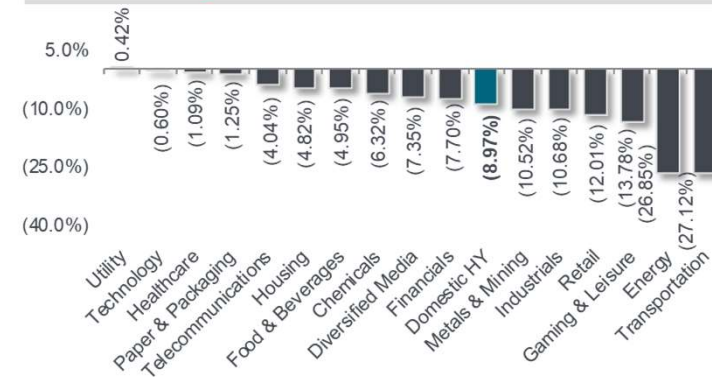 5.0%
(10.0%)
(25.0%)
(40.0%)
0.42%
(0.60%)
(1.09%)
(1.25%)
(4.04%)
(4.82%)
(4.95%)
(6.32%)
(7.35%)
(7.70%)
(8.97%)
(10.52%)
(10.68%)
(12.01%)
(13.78%)
(26.85%)
(27.12%)
Utility
Technology
Healthcare
Paper & Packaging
Telecommunications
Housing
Food & Beverages
Chemicals
Diversified Media
Financials
Domestic HY
Metals & Mining
Industrials
Retail
Gaming & Leisure
Energy
Transportation